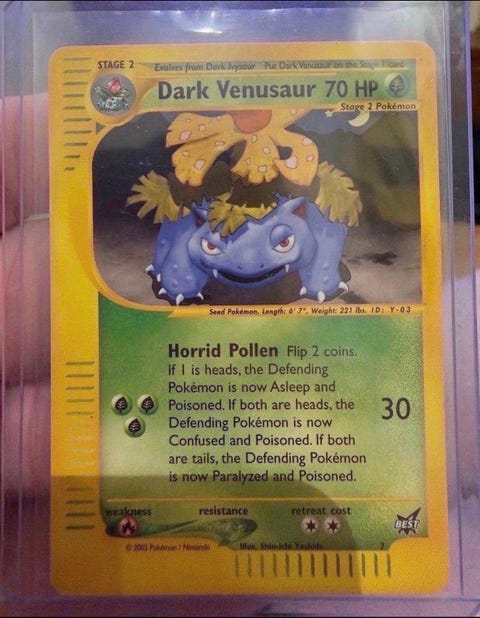 STAGE 2
Evolves from Dark Ivysaur Put Dark Venusaur on the Stage 1 card
Dark Venusaur 70 HP
Stage 2 Pokémon
Seed Pokémon. Length: 6' 7", Weight: 221 lbs. ID: Y-03
Horrid Pollen Flip 2 coins.
If 1 is heads, the Defending
Pokémon is now Asleep and
Poisoned. If both are heads, the
Defending Pokémon is now
Confused and Poisoned. If both
are tails, the Defending Pokémon
is now Paralyzed and Poisoned.
30
weakness resistance retreat cost
BEST
© 2003 Pokémon / Nintendo Illus. Shin-ichi Yoshida 7